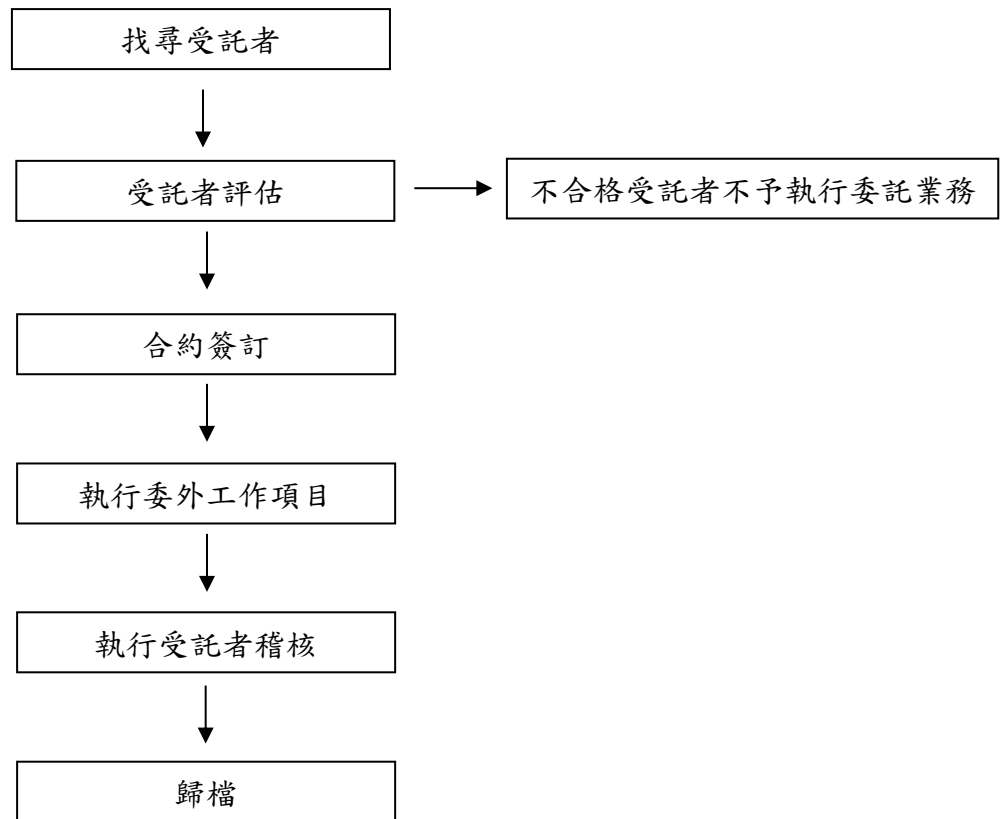 找尋受託者
受託者評估
不合格受託者不予執行委託業務
合約簽訂
執行委外工作項目
執行受託者稽核
歸檔